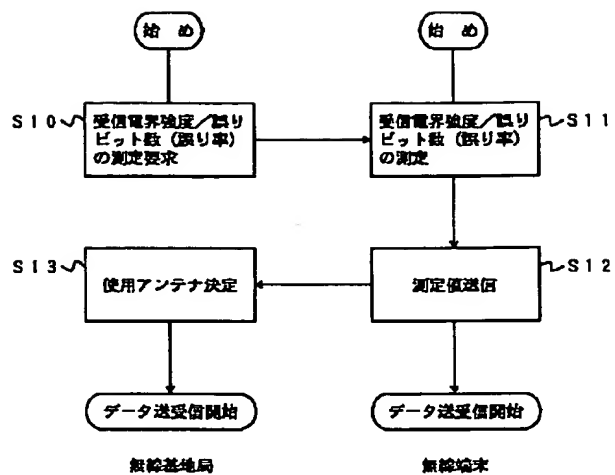 始 め
始 め
S10
受信電界強度/誤り
ビット数(誤り率)
の測定要求
受信電界強度/誤り
ビット数(誤り率)
の測定
S11
S13
使用アンテナ決定
測定値送信
S12
データ送受信開始
データ送受信開始
無線基地局
無線端末